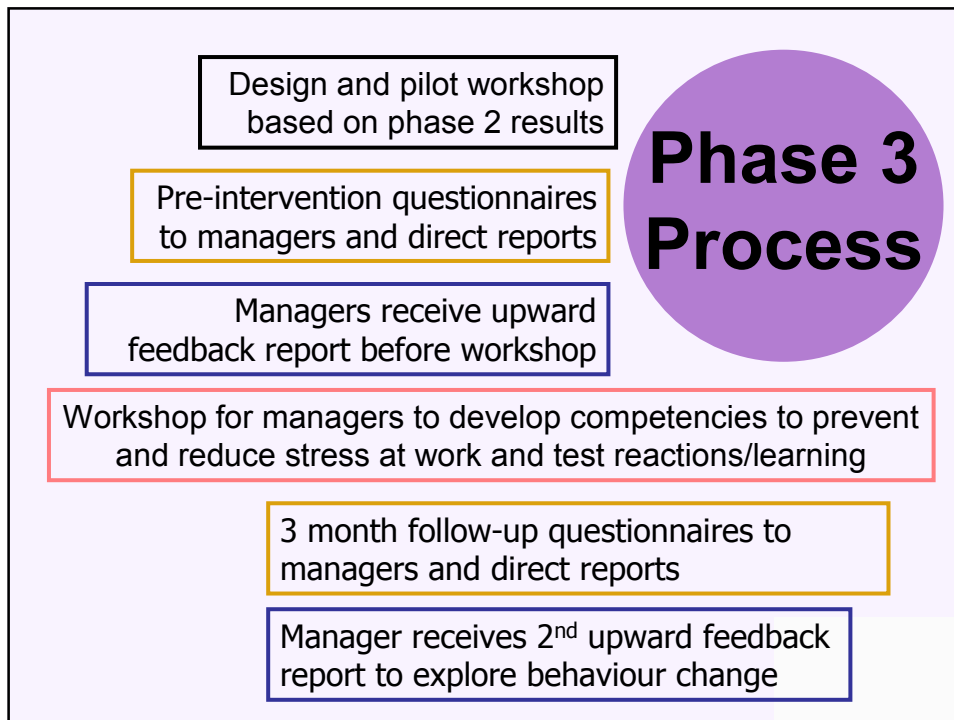 Phase 3
Process
Design and pilot workshop
based on phase 2 results
Pre-intervention questionnaires
to managers and direct reports
Managers receive upward
feedback report before workshop
Workshop for managers to develop competencies to prevent
and reduce stress at work and test reactions/learning
3 month follow-up questionnaires to
managers and direct reports
Manager receives 2nd upward feedback
report to explore behaviour change